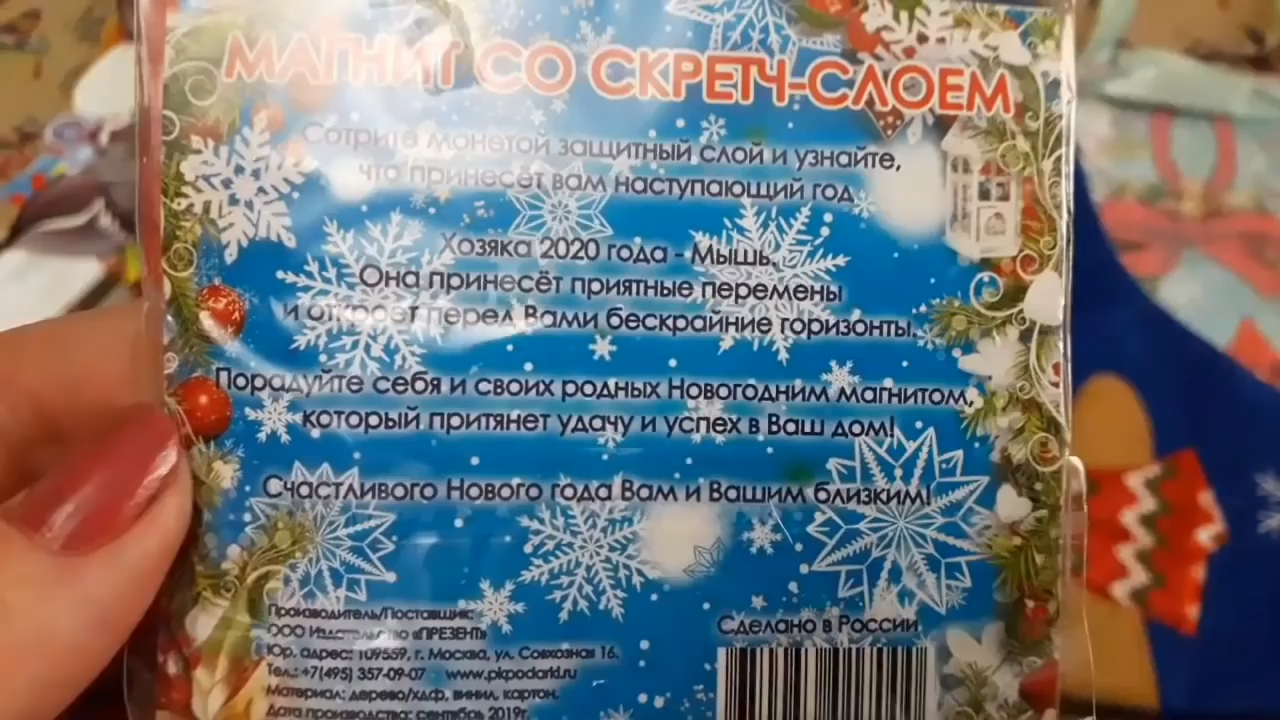 МАГНИТ СО СКРЕТЧ-СЛОЕМ
Сотрите монетой защитный слой и узнайте,
что принесёт вам наступающий год
Хозяка 2020 года - Мышь.
Она принесёт приятные перемены
и откроет перед Вами бескрайние горизонты.
Порадуйте себя и своих родных Новогодним магнитом,
который притянет удачу и успех в Ваш дом!
Счастливого Нового года Вам и Вашим близким!
Производитель/Поставщик:
ООО Издательство «ПРЕЗЕНТ»
Юр. адрес: 109559, г. Москва, ул. Совхозная 16.
Тел.: +7(495) 357-09-07 www.pkpodarki.ru
Материал: дерево/хдф, винил, картон.
Дата производства: сентябрь 2019г.
Сделано в России